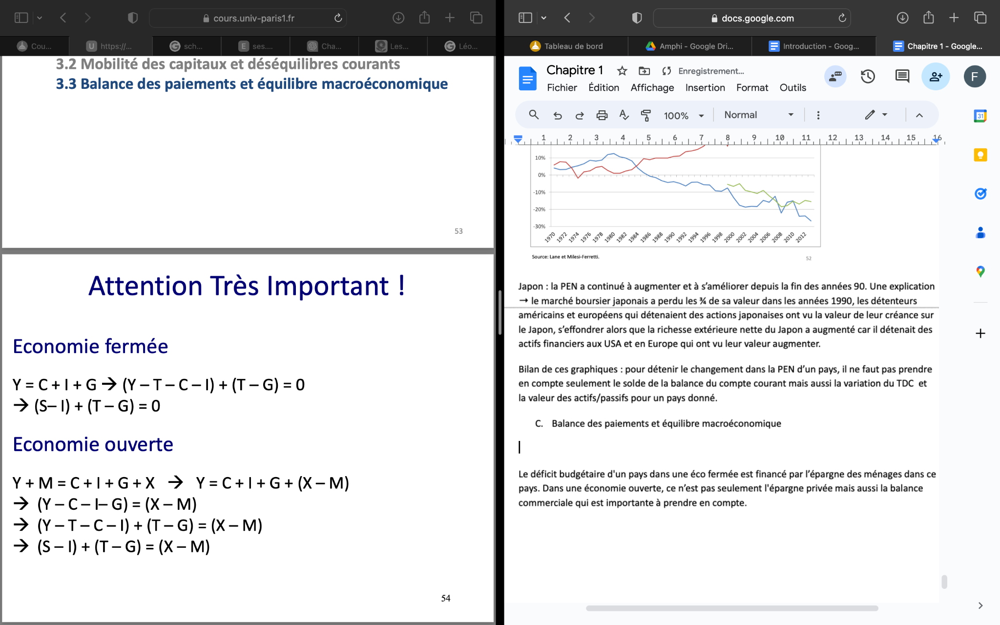 cours.univ-paris1.fr
Cou...
https://...
sch...
ses....
Cha...
Les...
Léo...
3.2 Mobilité des capitaux et déséquilibres courants
3.3 Balance des paiements et équilibre macroéconomique
53
Attention Très Important !
Economie fermée
Y = C + I + G → (Y – T – C – I) + (T – G) = 0
→ (S– I) + (T – G) = 0
Economie ouverte
Y + M = C + I + G + X → Y = C + I + G + (X – M)
→ (Y – C – I– G) = (X – M)
→ (Y – T – C – I) + (T – G) = (X – M)
→ (S – I) + (T – G) = (X – M)
54
docs.google.com
Tableau de bord
Amphi - Google Dri...
Introduction - Goog...
Chapitre 1 - Google...
Chapitre 1
Enregistrement...
F
Fichier Édition Affichage Insertion Format Outils
100% Normal
31
1 2 3 4 5 6 7 8 9 10 11 12 13 14 15 16
10%
0%
-10%
-20%
-30%
1970 1972 1974 1976 1978 1980 1982 1984 1986 1988 1990 1992 1994 1996 1998 2000 2002 2004 2006 2008 2010 2012
Source: Lane et Milesi-Ferretti.
52
Japon : la PEN a continué à augmenter et à s’améliorer depuis la fin des années 90. Une explication
→ le marché boursier japonais a perdu les ¾ de sa valeur dans les années 1990, les détenteurs
américains et européens qui détenaient des actions japonaises ont vu la valeur de leur créance sur
le Japon, s’effondrer alors que la richesse extérieure nette du Japon a augmenté car il détenait des
actifs financiers aux USA et en Europe qui ont vu leur valeur augmenter.
Bilan de ces graphiques : pour détenir le changement dans la PEN d’un pays, il ne faut pas prendre
en compte seulement le solde de la balance du compte courant mais aussi la variation du TDC et
la valeur des actifs/passifs pour un pays donné.
C. Balance des paiements et équilibre macroéconomique
Le déficit budgétaire d'un pays dans une éco fermée est financé par l’épargne des ménages dans ce
pays. Dans une économie ouverte, ce n’est pas seulement l'épargne privée mais aussi la balance
commerciale qui est importante à prendre en compte.